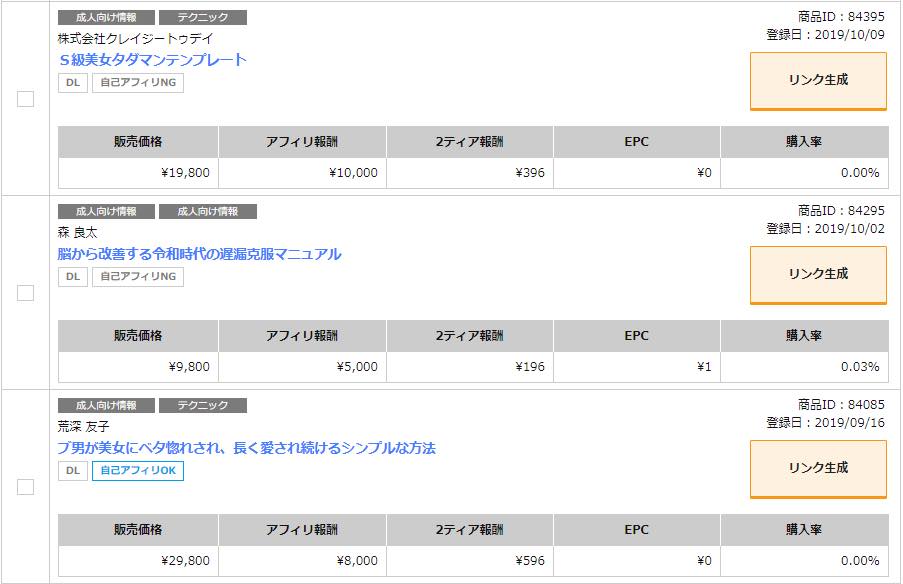 成人向け情報 テクニック 商品ID：84395
株式会社クレイジートゥデイ 登録日：2019/10/09
Ｓ級美女タダマンテンプレート
DL 自己アフィリNG リンク生成
販売価格 アフィリ報酬 2ティア報酬 EPC 購入率
¥19,800 ¥10,000 ¥396 ¥0 0.00%
成人向け情報 成人向け情報 商品ID：84295
森 良太 登録日：2019/10/02
脳から改善する令和時代の遅漏克服マニュアル
DL 自己アフィリNG リンク生成
販売価格 アフィリ報酬 2ティア報酬 EPC 購入率
¥9,800 ¥5,000 ¥196 ¥1 0.03%
成人向け情報 テクニック 商品ID：84085
荒深 友子 登録日：2019/09/16
ブ男が美女にベタ惚れされ、長く愛され続けるシンプルな方法
DL 自己アフィリOK リンク生成
販売価格 アフィリ報酬 2ティア報酬 EPC 購入率
¥29,800 ¥8,000 ¥596 ¥0 0.00%